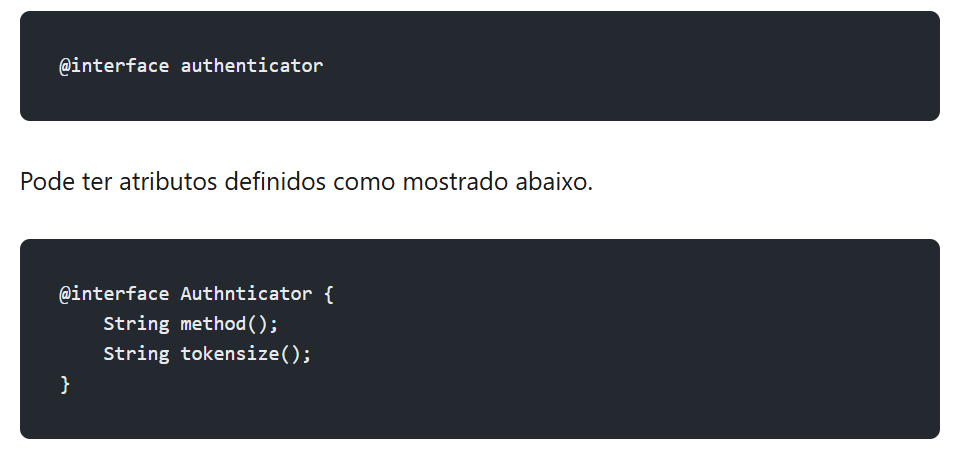 @interface authenticator
Pode ter atributos definidos como mostrado abaixo.
@interface Authnticator {
    String method();
    String tokensize();
}